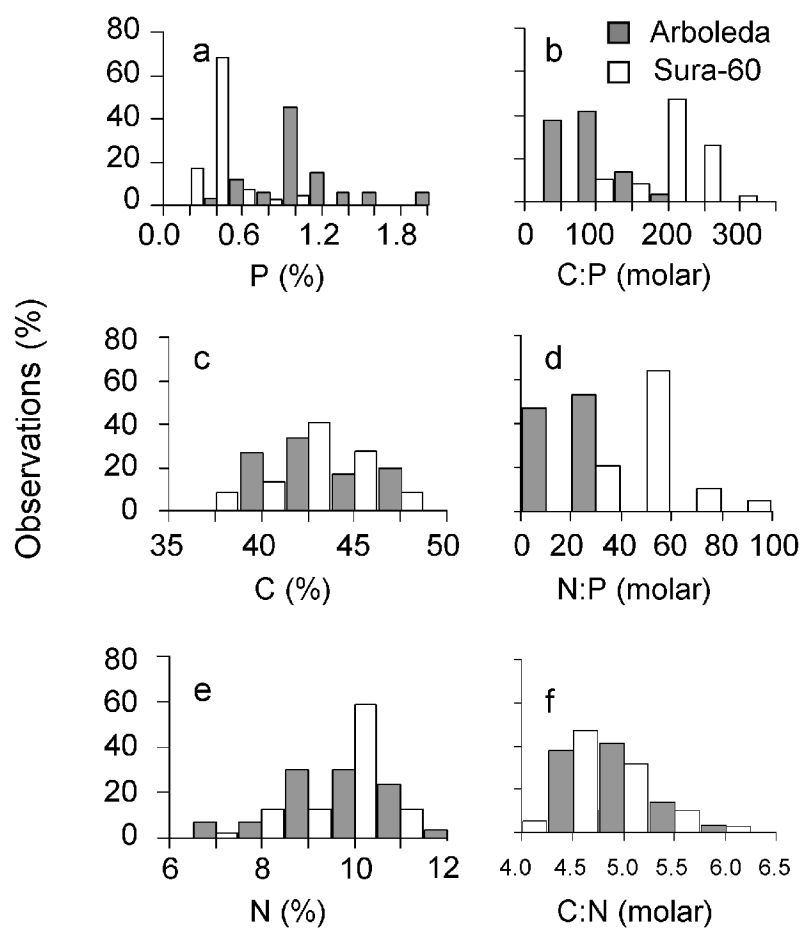 a
80
60
40
20
0
0.0 0.6 1.2 1.8
P (%)
b
Arboleda
Sura-60
0 100 200 300
C:P (molar)
Observations (%)
c
80
60
40
20
0
35 40 45 50
C (%)
d
0 20 40 60 80 100
N:P (molar)
e
80
60
40
20
0
6 8 10 12
N (%)
f
4.0 4.5 5.0 5.5 6.0 6.5
C:N (molar)